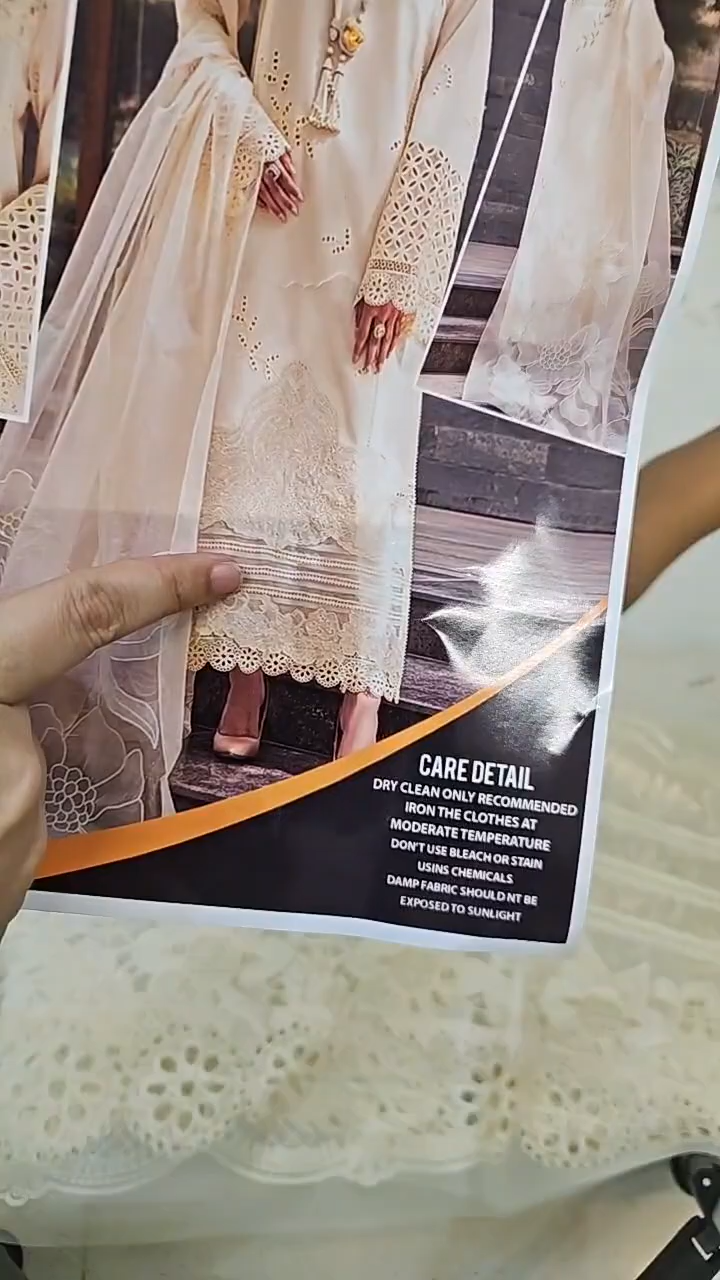 CARE DETAIL
DRY CLEAN ONLY RECOMMENDED
IRON THE CLOTHES AT
MODERATE TEMPERATURE
DON'T USE BLEACH OR STAIN
USINS CHEMICALS
DAMP FABRIC SHOULD NT BE
EXPOSED TO SUNLIGHT